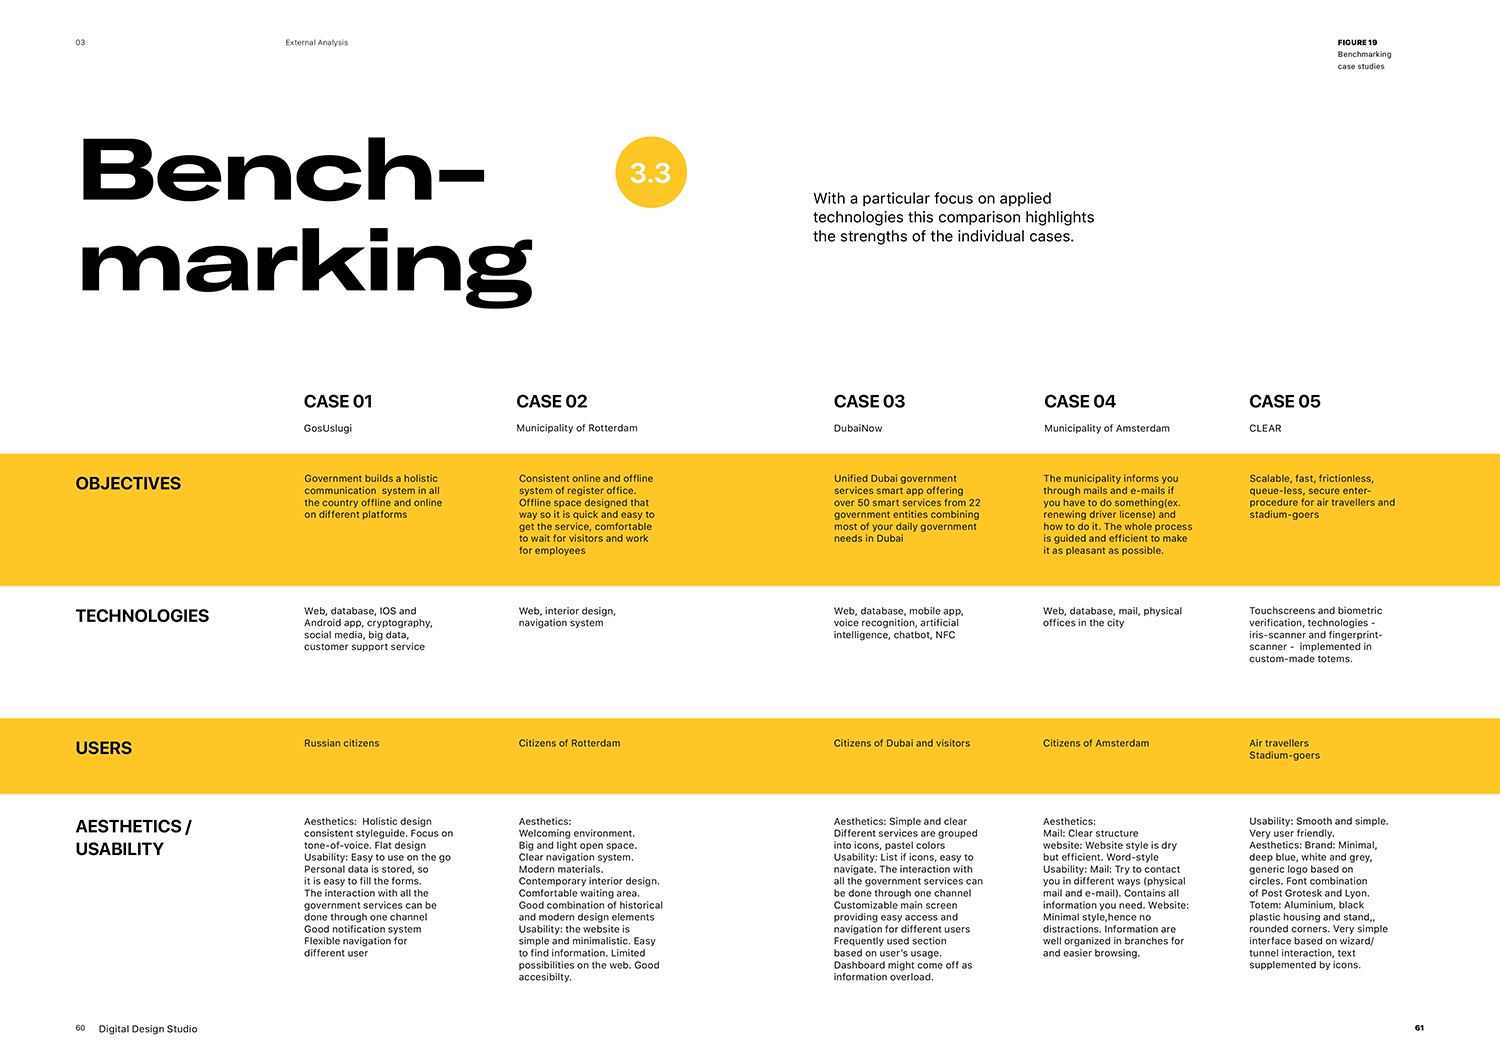 03
External Analysis
FIGURE 19
Benchmarking
case studies
Bench-
marking
3.3
With a particular focus on applied
technologies this comparison highlights
the strengths of the individual cases.
CASE 01
GosUslugi
CASE 02
Municipality of Rotterdam
CASE 03
DubaiNow
CASE 04
Municipality of Amsterdam
CASE 05
CLEAR
OBJECTIVES
Government builds a holistic
communication system in all
the country offline and online
on different platforms
Consistent online and offline
system of register office.
Offline space designed that
way so it is quick and easy to
get the service, comfortable
to wait for visitors and work
for employees
Unified Dubai government
services smart app offering
over 50 smart services from 22
government entities combining
most of your daily government
needs in Dubai
The municipality informs you
through mails and e-mails if
you have to do something(ex.
renewing driver license) and
how to do it. The whole process
is guided and efficient to make
it as pleasant as possible.
Scalable, fast, frictionless,
queue-less, secure enter-
procedure for air travellers and
stadium-goers
TECHNOLOGIES
Web, database, IOS and
Android app, cryptography,
social media, big data,
customer support service
Web, interior design,
navigation system
Web, database, mobile app,
voice recognition, artificial
intelligence, chatbot, NFC
Web, database, mail, physical
offices in the city
Touchscreens and biometric
verification, technologies -
iris-scanner and fingerprint-
scanner - implemented in
custom-made totems.
USERS
Russian citizens
Citizens of Rotterdam
Citizens of Dubai and visitors
Citizens of Amsterdam
Air travellers
Stadium-goers
AESTHETICS /
USABILITY
Aesthetics: Holistic design
consistent styleguide. Focus on
tone-of-voice. Flat design
Usability: Easy to use on the go
Personal data is stored, so
it is easy to fill the forms.
The interaction with all the
government services can be
done through one channel
Good notification system
Flexible navigation for
different user
Aesthetics:
Welcoming environment.
Big and light open space.
Clear navigation system.
Modern materials.
Contemporary interior design.
Comfortable waiting area.
Good combination of historical
and modern design elements
Usability: the website is
simple and minimalistic. Easy
to find information. Limited
possibilities on the web. Good
accesibilty.
Aesthetics: Simple and clear
Different services are grouped
into icons, pastel colors
Usability: List if icons, easy to
navigate. The interaction with
all the government services can
be done through one channel
Customizable main screen
providing easy access and
navigation for different users
Frequently used section
based on user's usage.
Dashboard might come off as
information overload.
Aesthetics:
Mail: Clear structure
website: Website style is dry
but efficient. Word-style
Usability: Mail: Try to contact
you in different ways (physical
mail and e-mail). Contains all
information you need. Website:
Minimal style,hence no
distractions. Information are
well organized in branches for
and easier browsing.
Usability: Smooth and simple.
Very user friendly.
Aesthetics: Brand: Minimal,
deep blue, white and grey,
generic logo based on
circles. Font combination
of Post Grotesk and Lyon.
Totem: Aluminium, black
plastic housing and stand,,
rounded corners. Very simple
interface based on wizard/
tunnel interaction, text
supplemented by icons.
60
Digital Design Studio
61